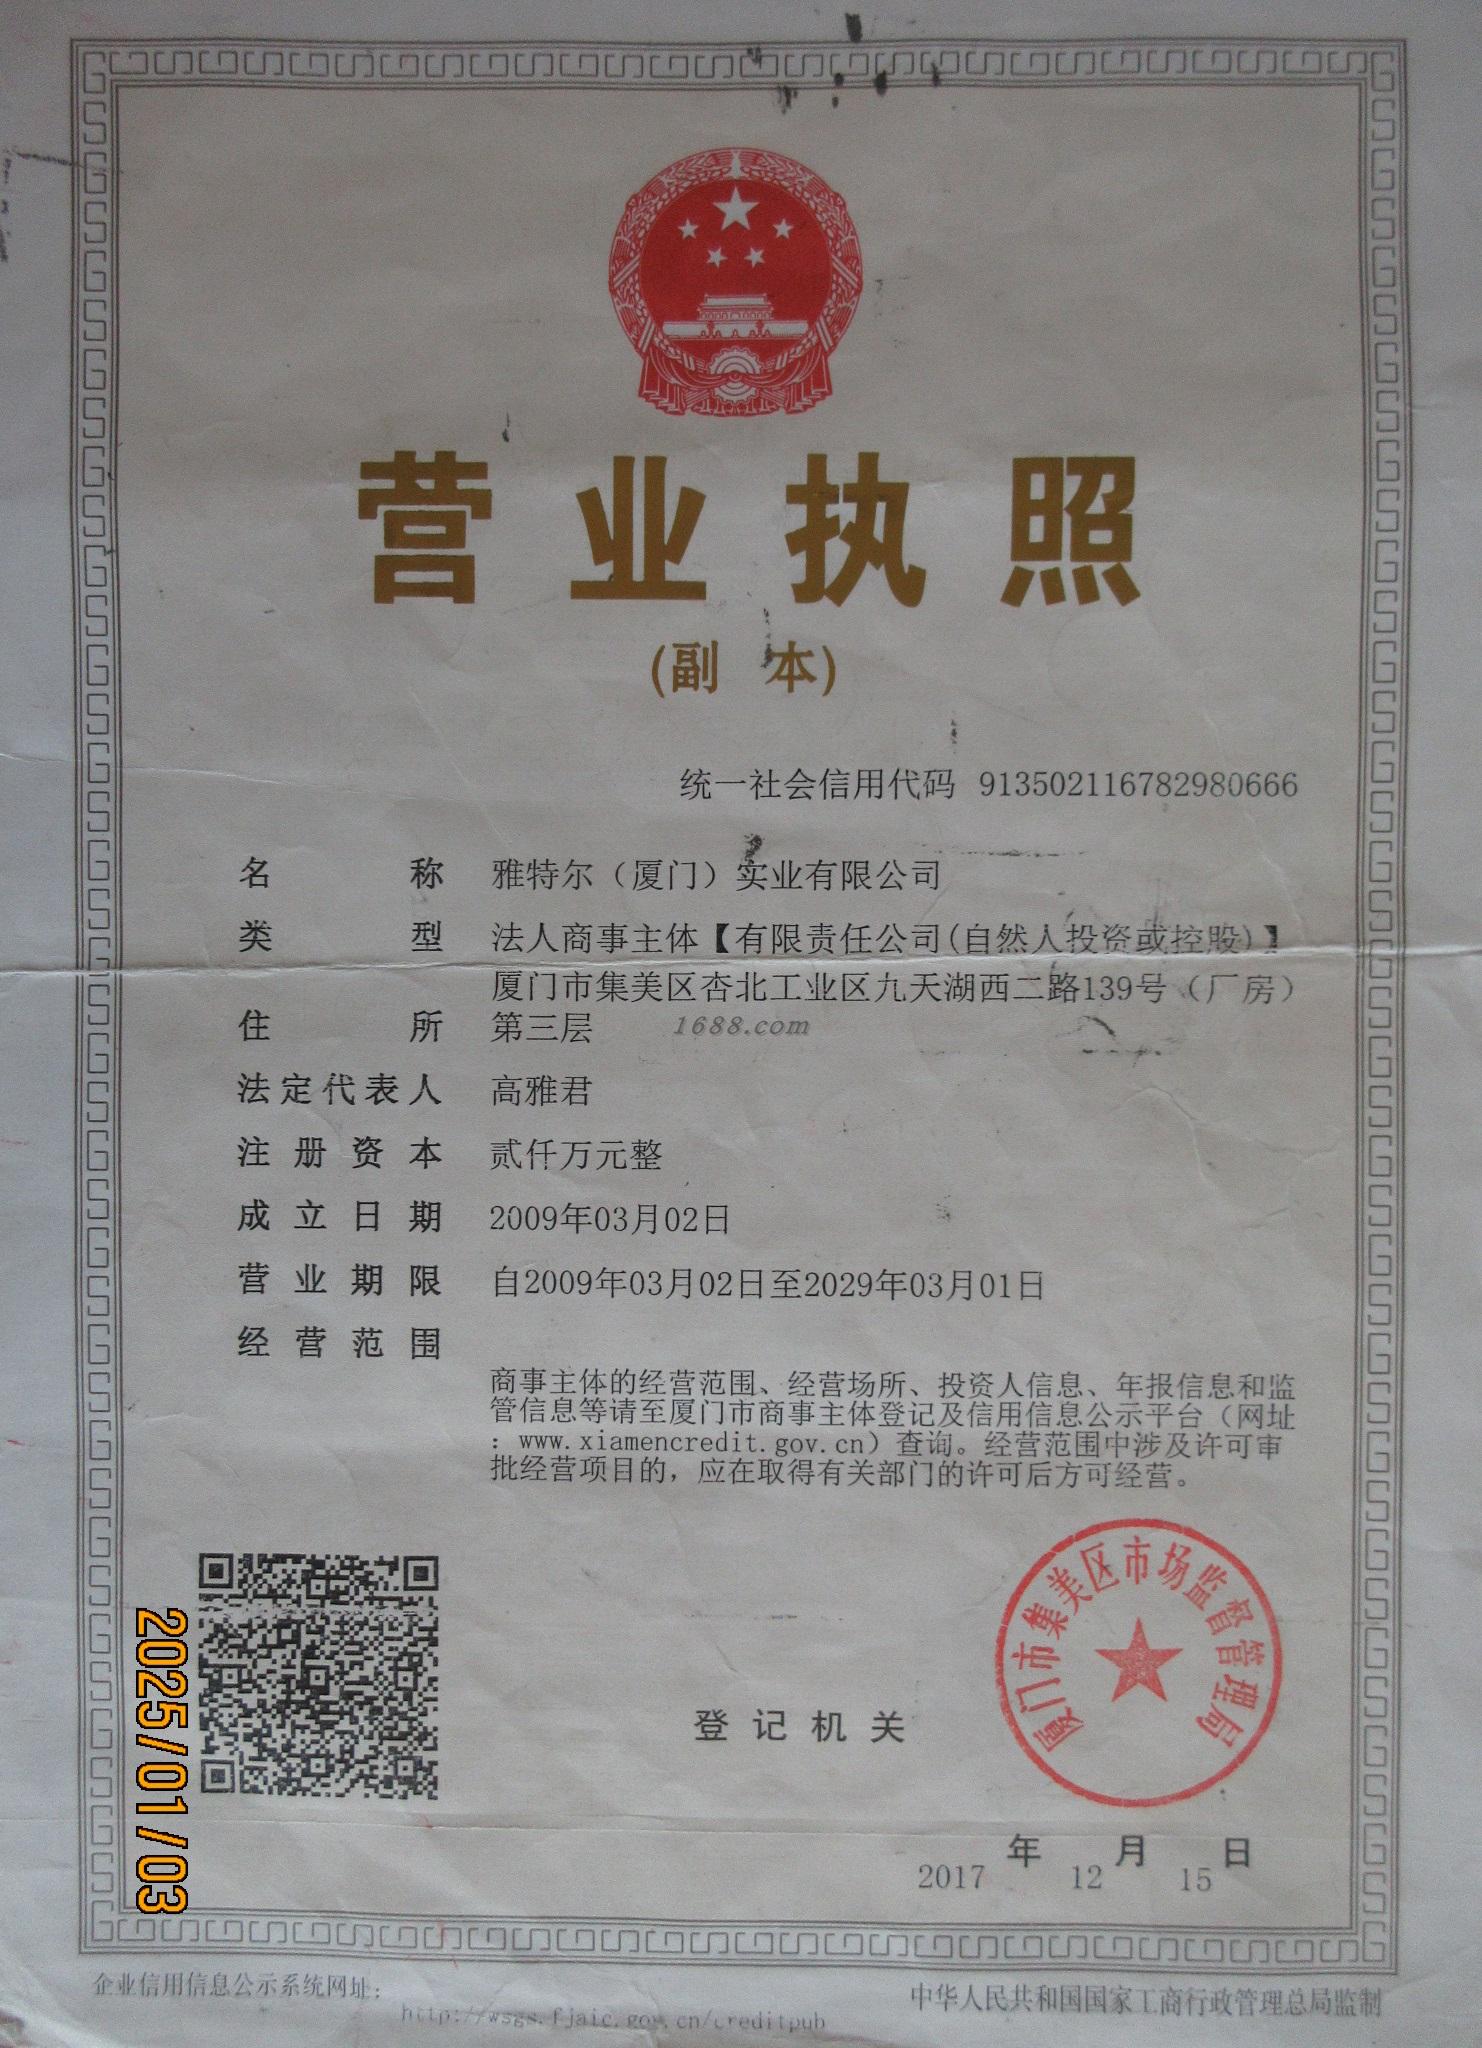 营业执照
(副 本)
统一社会信用代码 913502116782980666
名 称 雅特尔（厦门）实业有限公司
类 型 法人商事主体【有限责任公司(自然人投资或控股)】
厦门市集美区杏北工业区九天湖西二路139号（厂房）
住 所 第三层
1688.com
法定代表人 高雅君
注册资本 贰仟万元整
成立日期 2009年03月02日
营业期限 自2009年03月02日至2029年03月01日
经营范围
商事主体的经营范围、经营场所、投资人信息、年报信息和监
管信息等请至厦门市商事主体登记及信用信息公示平台（网址
：www.xiamencredit.gov.cn）查询。经营范围中涉及许可审
批经营项目的，应在取得有关部门的许可后方可经营。
厦门市集美区市场监督管理局
登记机关
2017年12月15日
2025/01/03
企业信用信息公示系统网址：
http://wsgs.fjaic.gov.cn/creditpub
中华人民共和国国家工商行政管理总局监制